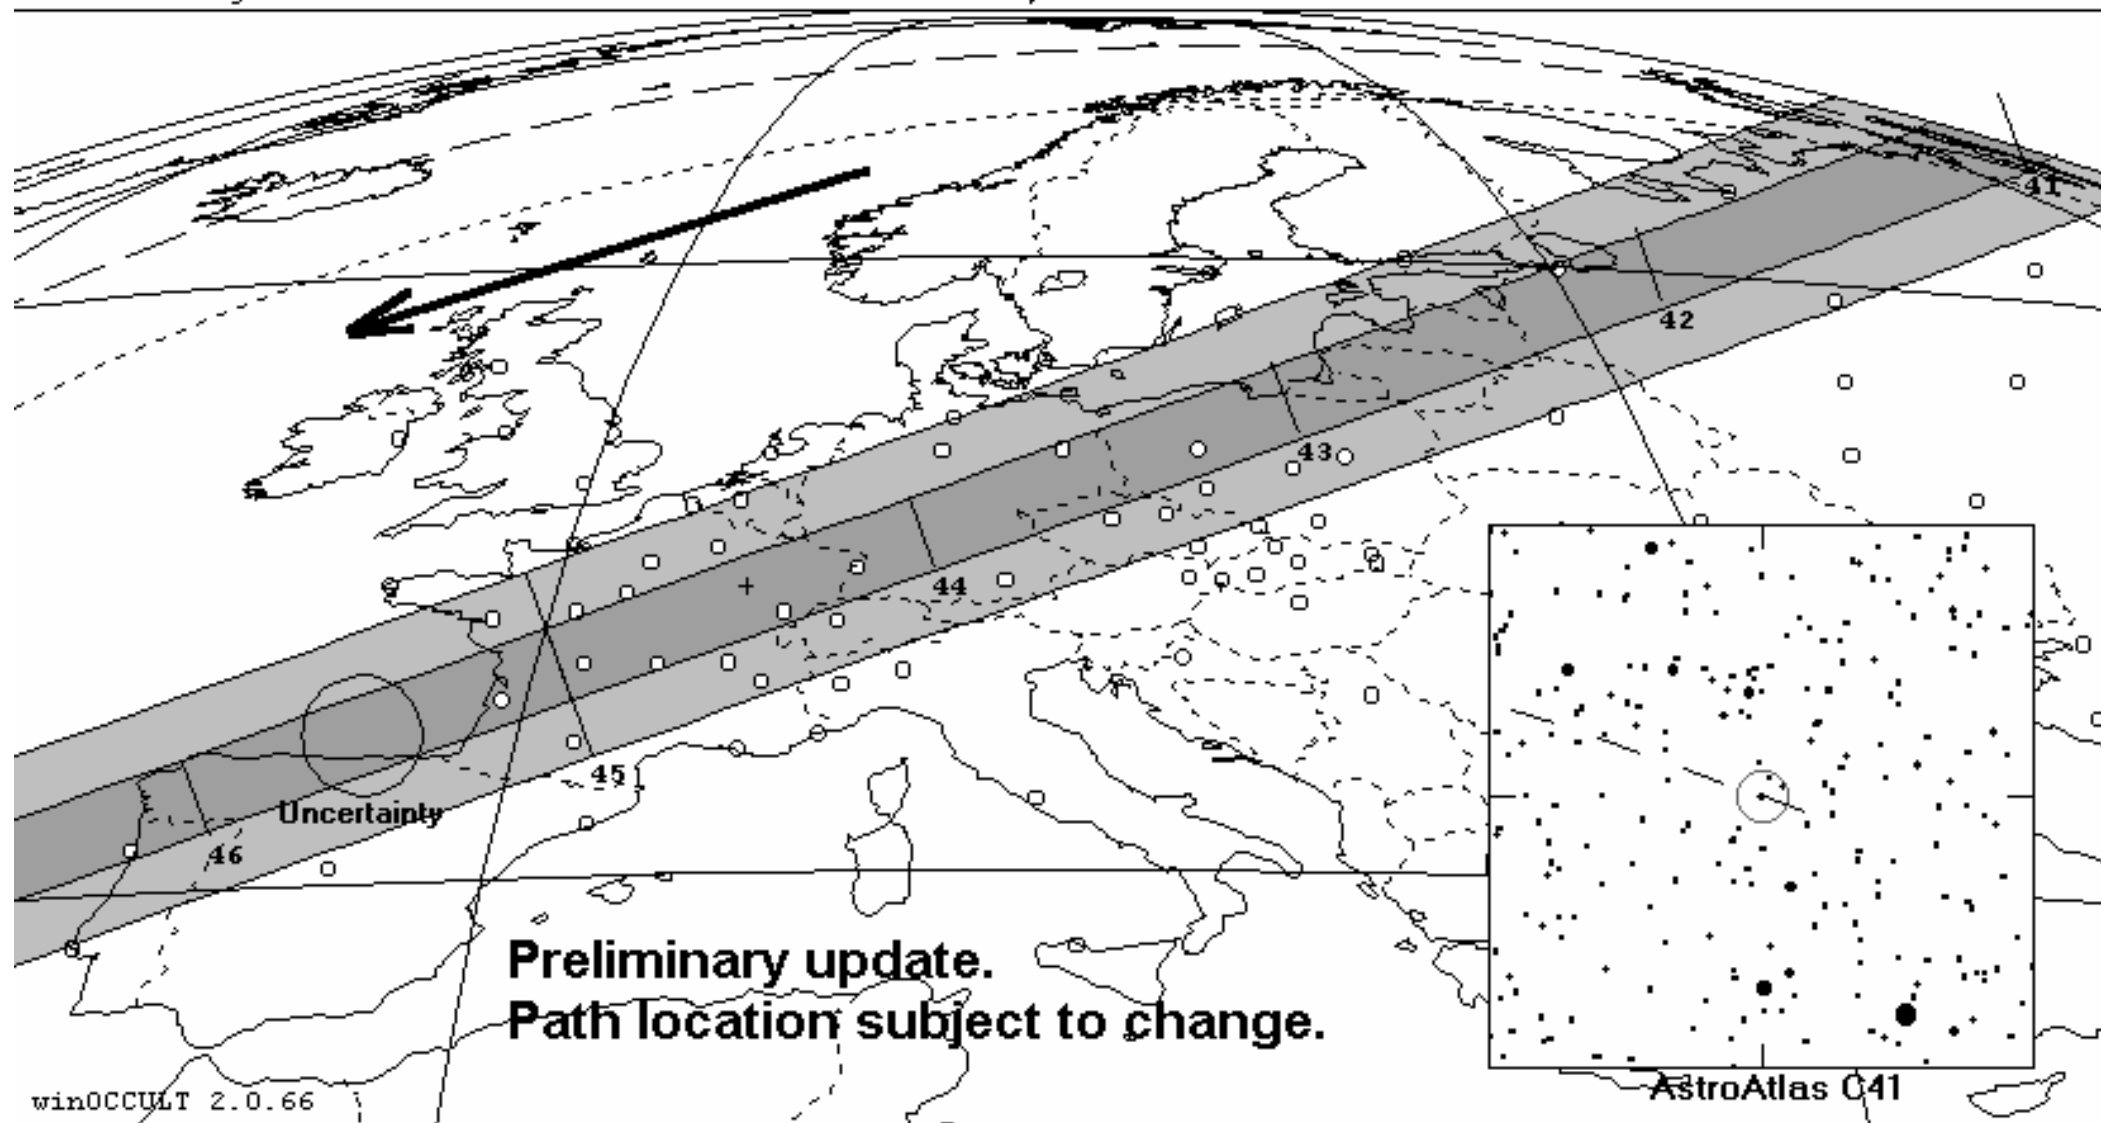 41
42
43
44
45
46
Uncertainty
Preliminary update.
Path location subject to change.
winOCCULT 2.0.66
AstroAtlas C41